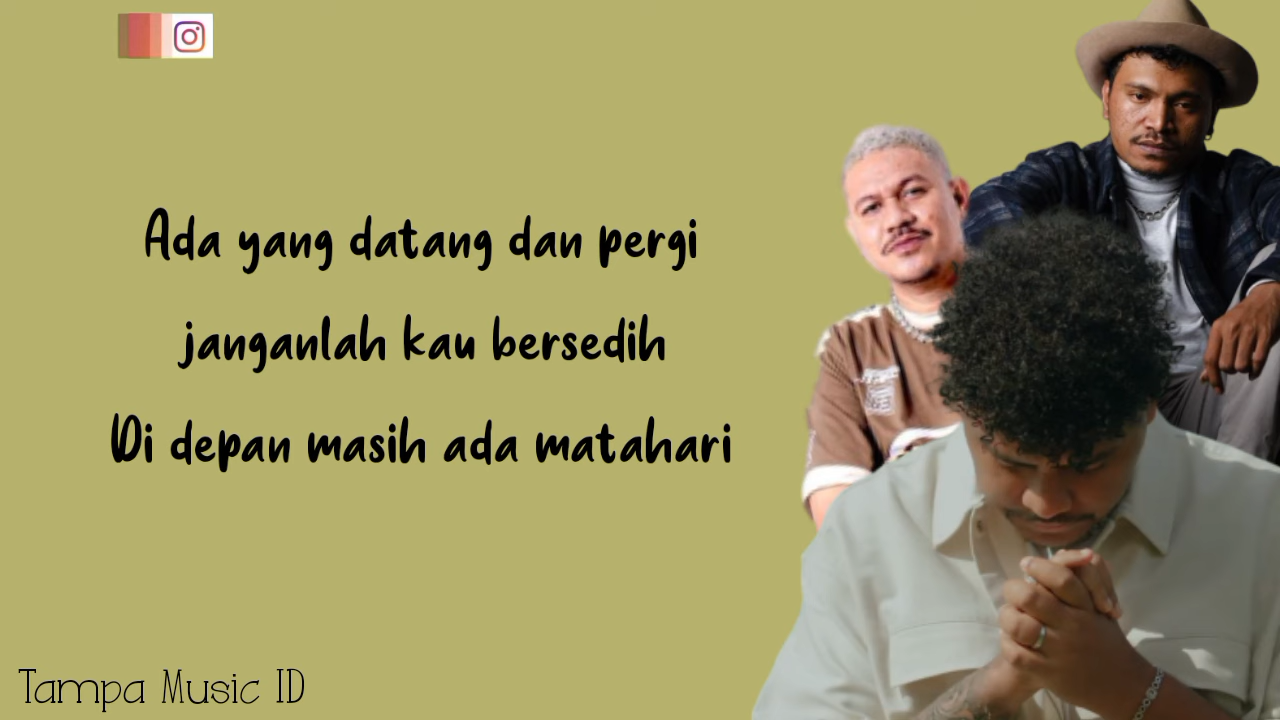 Ada yang datang dan pergi
janganlah kau bersedih
Di depan masih ada matahari
Tampa Music ID